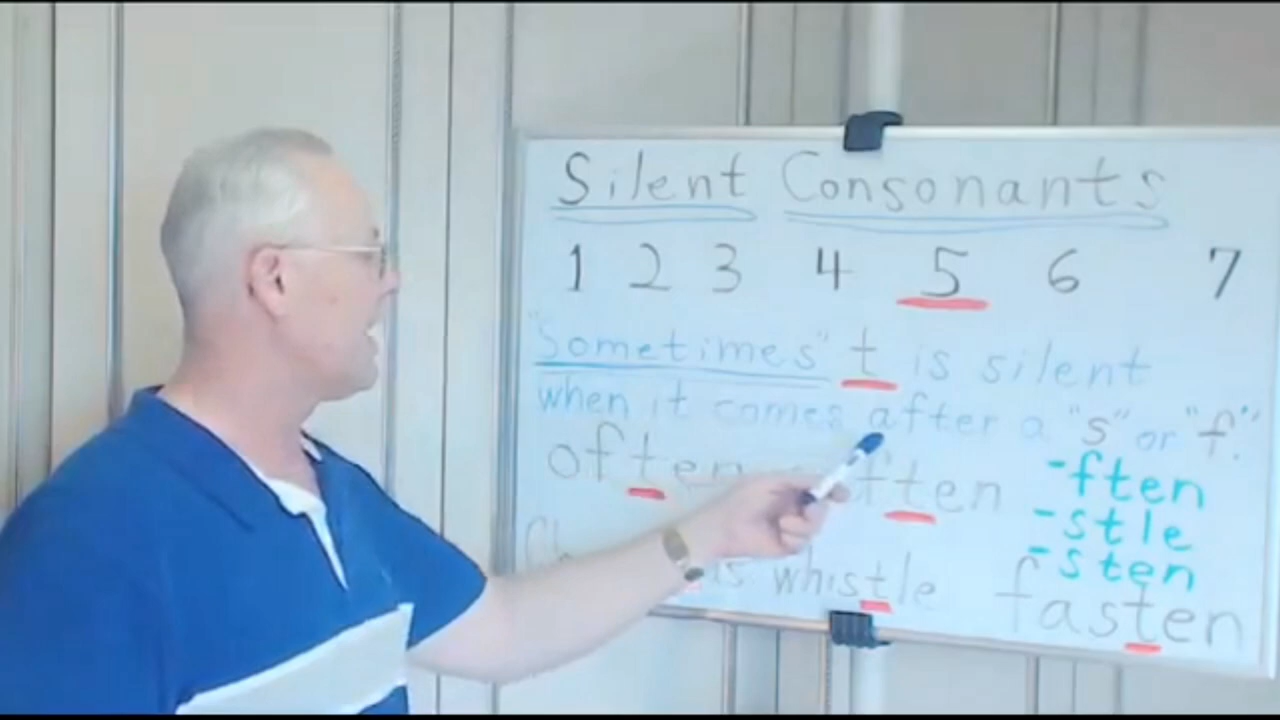 Silent Consonants
1 2 3 4 5 6 7
"Sometimes" t is silent
when it comes after a "s" or "f".
often
-ften
-stle
-sten
whistle fasten